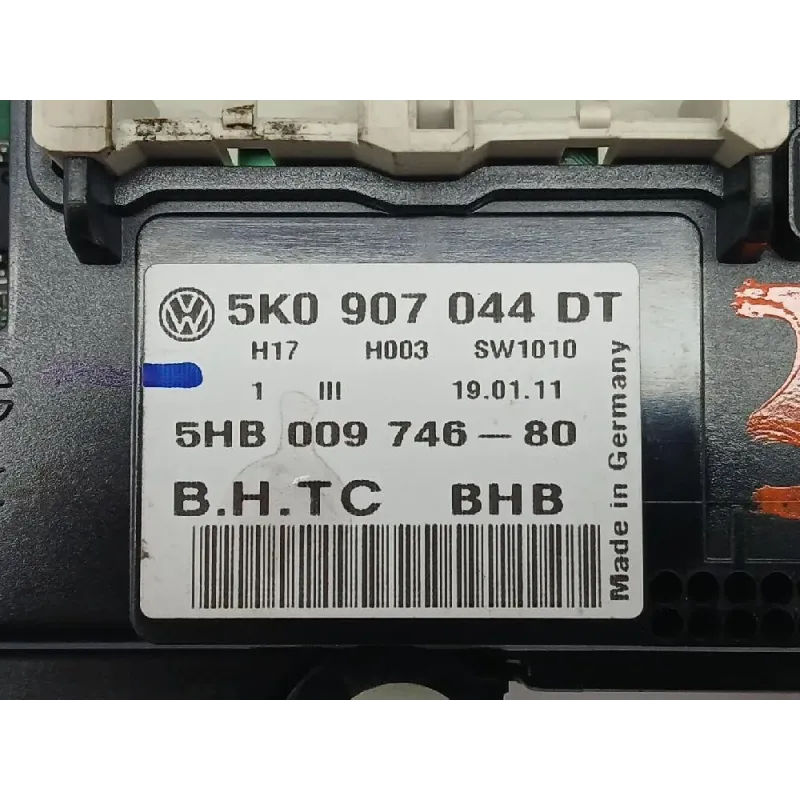 5K0 907 044 DT
H17 H003 SW1010
1 III 19.01.11
5HB 009 746-80
B.H.TC BHB
Made in Germany